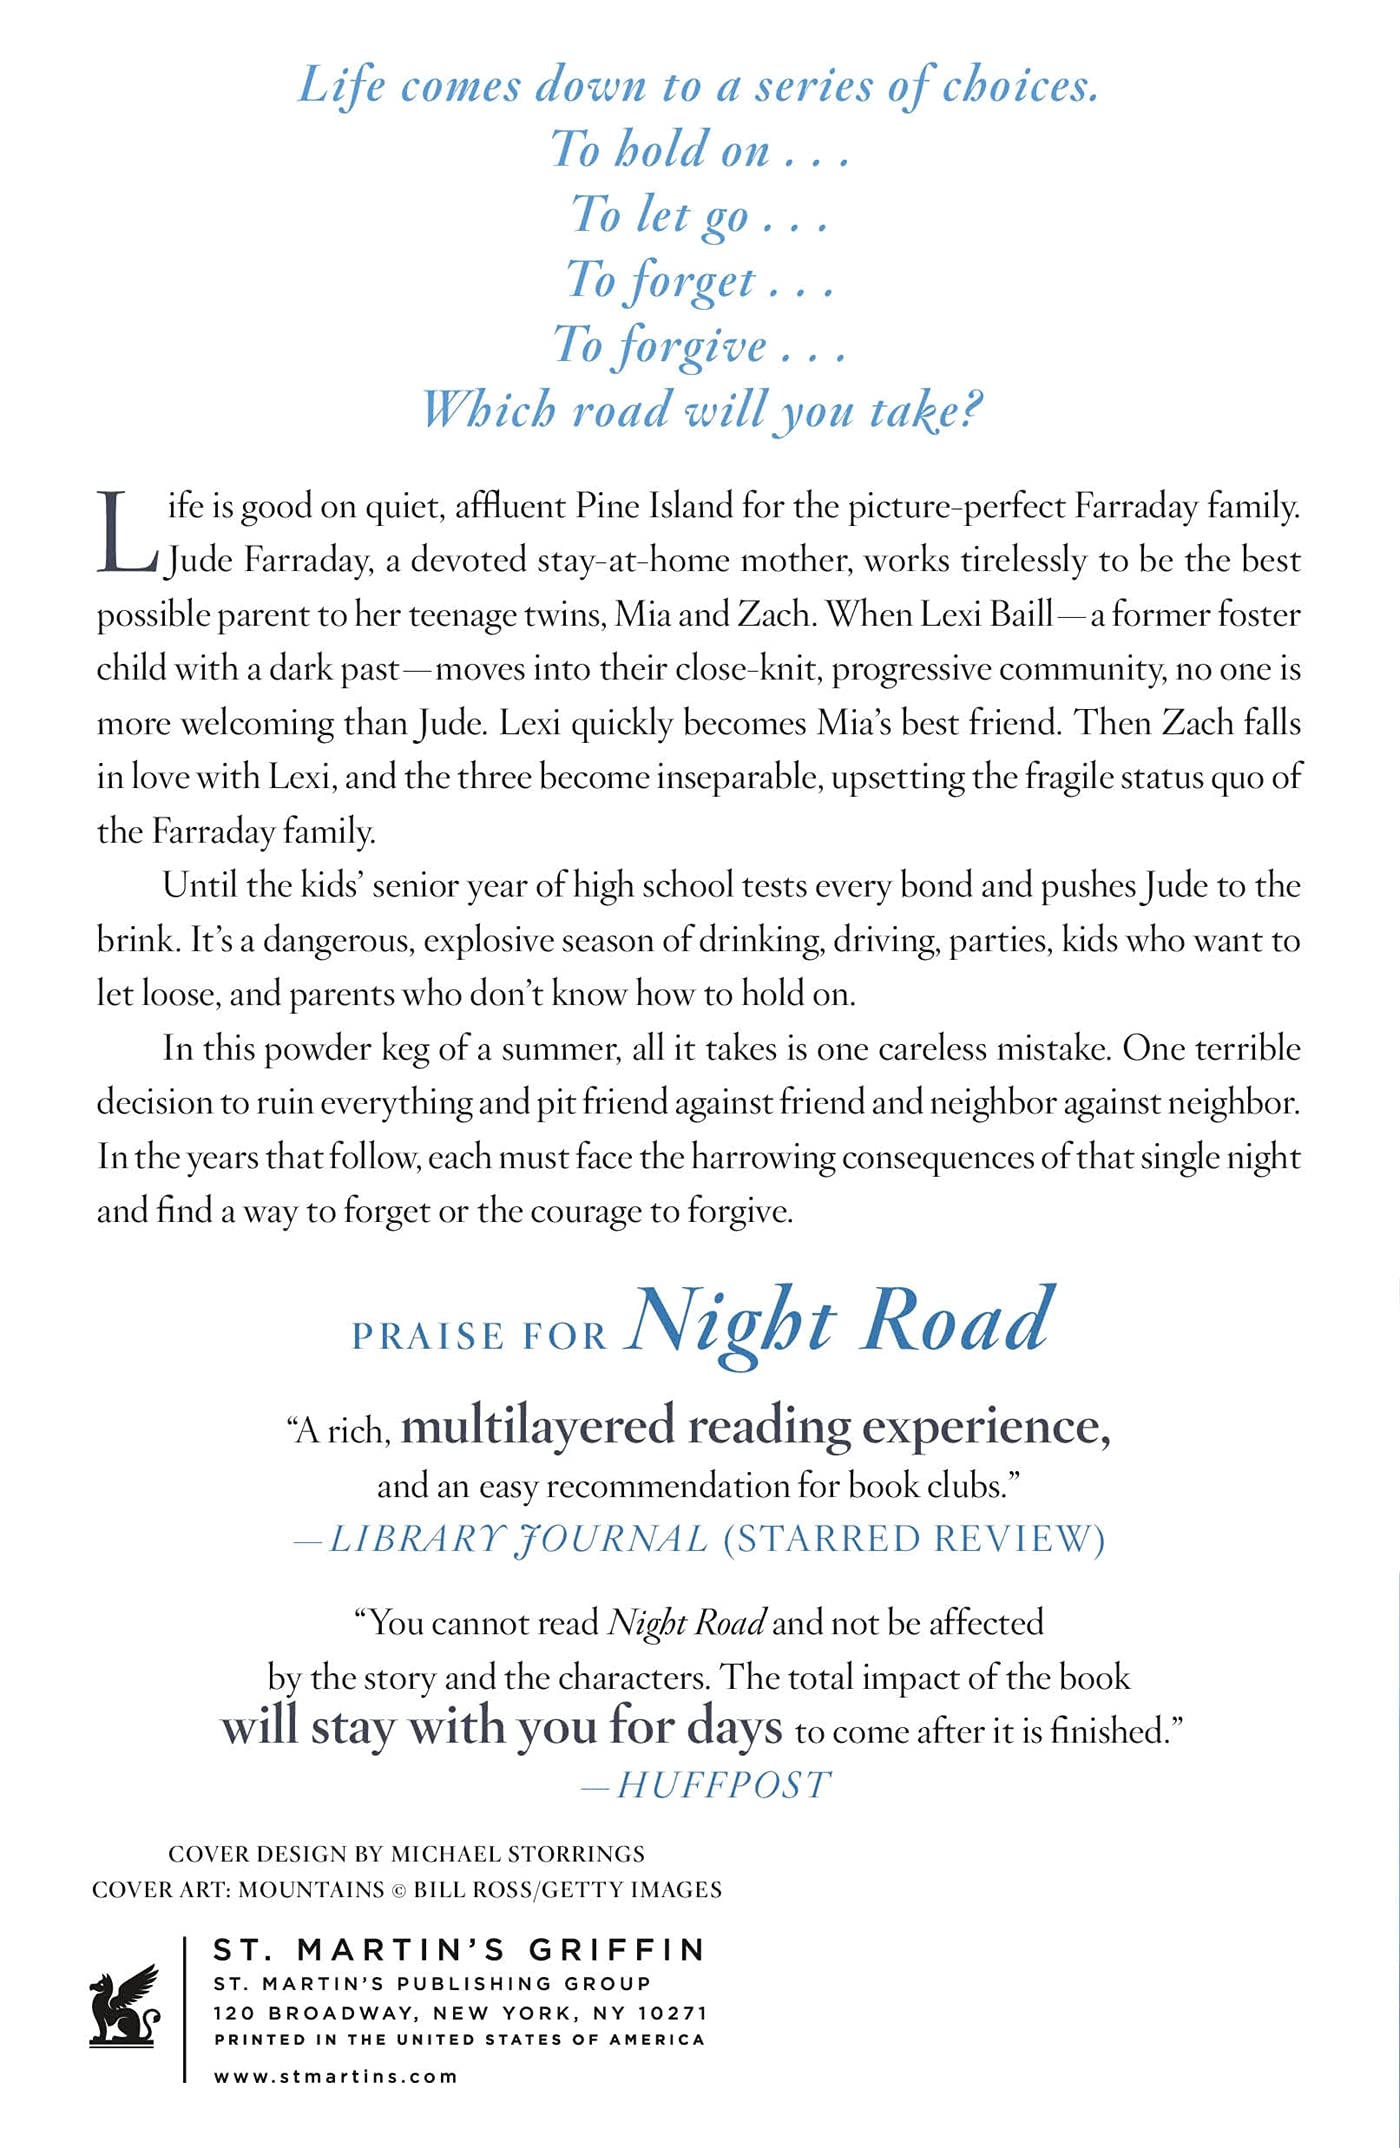 Life comes down to a series of choices.
To hold on . . .
To let go . . .
To forget . . .
To forgive . . .
Which road will you take?
Life is good on quiet, affluent Pine Island for the picture-perfect Farraday family.
Jude Farraday, a devoted stay-at-home mother, works tirelessly to be the best
possible parent to her teenage twins, Mia and Zach. When Lexi Baill—a former foster
child with a dark past—moves into their close-knit, progressive community, no one is
more welcoming than Jude. Lexi quickly becomes Mia’s best friend. Then Zach falls
in love with Lexi, and the three become inseparable, upsetting the fragile status quo of
the Farraday family.
Until the kids’ senior year of high school tests every bond and pushes Jude to the
brink. It’s a dangerous, explosive season of drinking, driving, parties, kids who want to
let loose, and parents who don’t know how to hold on.
In this powder keg of a summer, all it takes is one careless mistake. One terrible
decision to ruin everything and pit friend against friend and neighbor against neighbor.
In the years that follow, each must face the harrowing consequences of that single night
and find a way to forget or the courage to forgive.
PRAISE FOR Night Road
“A rich, multilayered reading experience,
and an easy recommendation for book clubs.”
—LIBRARY JOURNAL (STARRED REVIEW)
“You cannot read Night Road and not be affected
by the story and the characters. The total impact of the book
will stay with you for days to come after it is finished.”
—HUFFPOST
COVER DESIGN BY MICHAEL STORRINGS
COVER ART: MOUNTAINS © BILL ROSS/GETTY IMAGES
ST. MARTIN’S GRIFFIN
ST. MARTIN’S PUBLISHING GROUP
120 BROADWAY, NEW YORK, NY 10271
PRINTED IN THE UNITED STATES OF AMERICA
www.stmartins.com